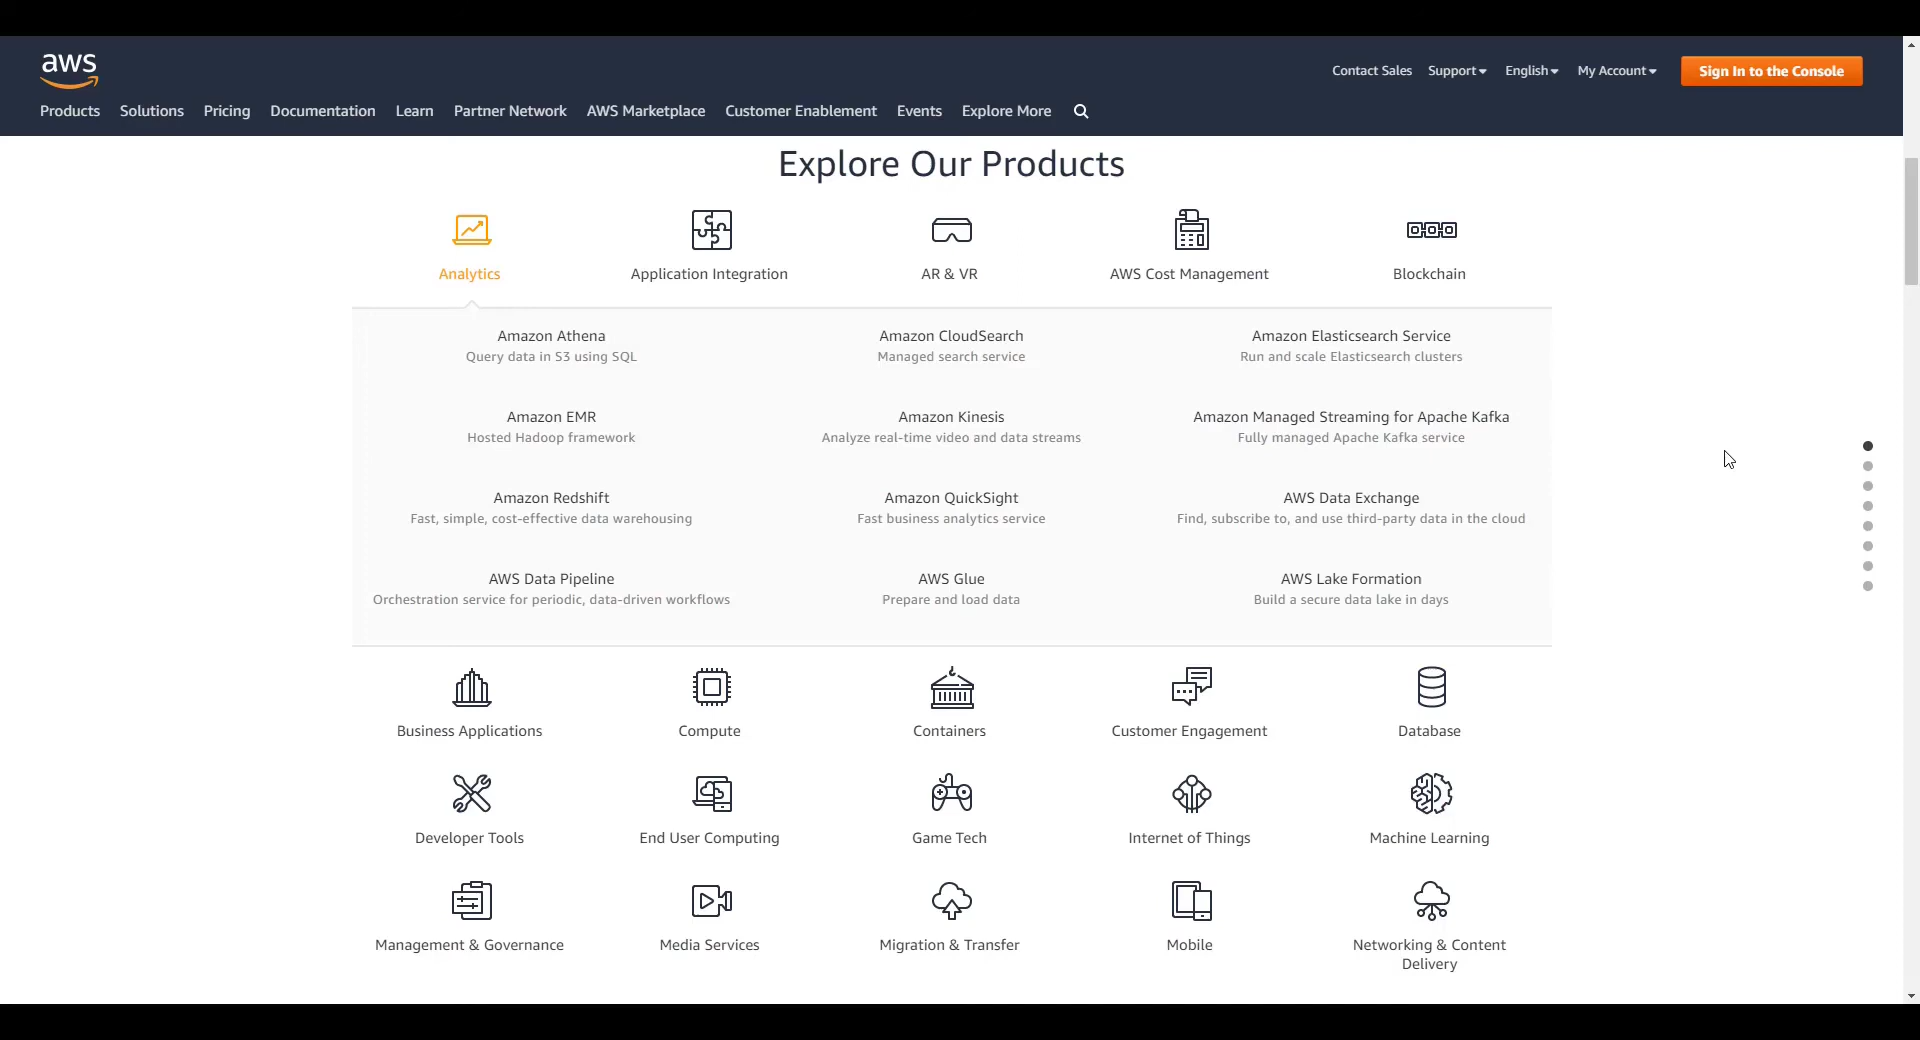 aws
Contact Sales Support English My Account Sign In to the Console
Products Solutions Pricing Documentation Learn Partner Network AWS Marketplace Customer Enablement Events Explore More
Explore Our Products
Analytics Application Integration AR & VR AWS Cost Management Blockchain
Amazon Athena Amazon CloudSearch Amazon Elasticsearch Service
Query data in S3 using SQL Managed search service Run and scale Elasticsearch clusters
Amazon EMR Amazon Kinesis Amazon Managed Streaming for Apache Kafka
Hosted Hadoop framework Analyze real-time video and data streams Fully managed Apache Kafka service
Amazon Redshift Amazon QuickSight AWS Data Exchange
Fast, simple, cost-effective data warehousing Fast business analytics service Find, subscribe to, and use third-party data in the cloud
AWS Data Pipeline AWS Glue AWS Lake Formation
Orchestration service for periodic, data-driven workflows Prepare and load data Build a secure data lake in days
Business Applications Compute Containers Customer Engagement Database
Developer Tools End User Computing Game Tech Internet of Things Machine Learning
Management & Governance Media Services Migration & Transfer Mobile Networking & Content
Delivery